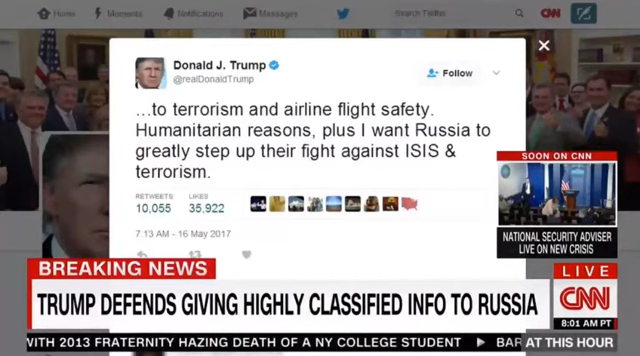 Home
Moments
Notifications
Messages
Search Twitter
CNN
Donald J. Trump
@realDonaldTrump
Follow
...to terrorism and airline flight safety.
Humanitarian reasons, plus I want Russia to
greatly step up their fight against ISIS &
terrorism.
RETWEETS LIKES
10,055 35,922
7:13 AM - 16 May 2017
SOON ON CNN
NATIONAL SECURITY ADVISER
LIVE ON NEW CRISIS
BREAKING NEWS
LIVE
TRUMP DEFENDS GIVING HIGHLY CLASSIFIED INFO TO RUSSIA
CNN
8:01 AM PT
WITH 2013 FRATERNITY HAZING DEATH OF A NY COLLEGE STUDENT BAR
AT THIS HOUR